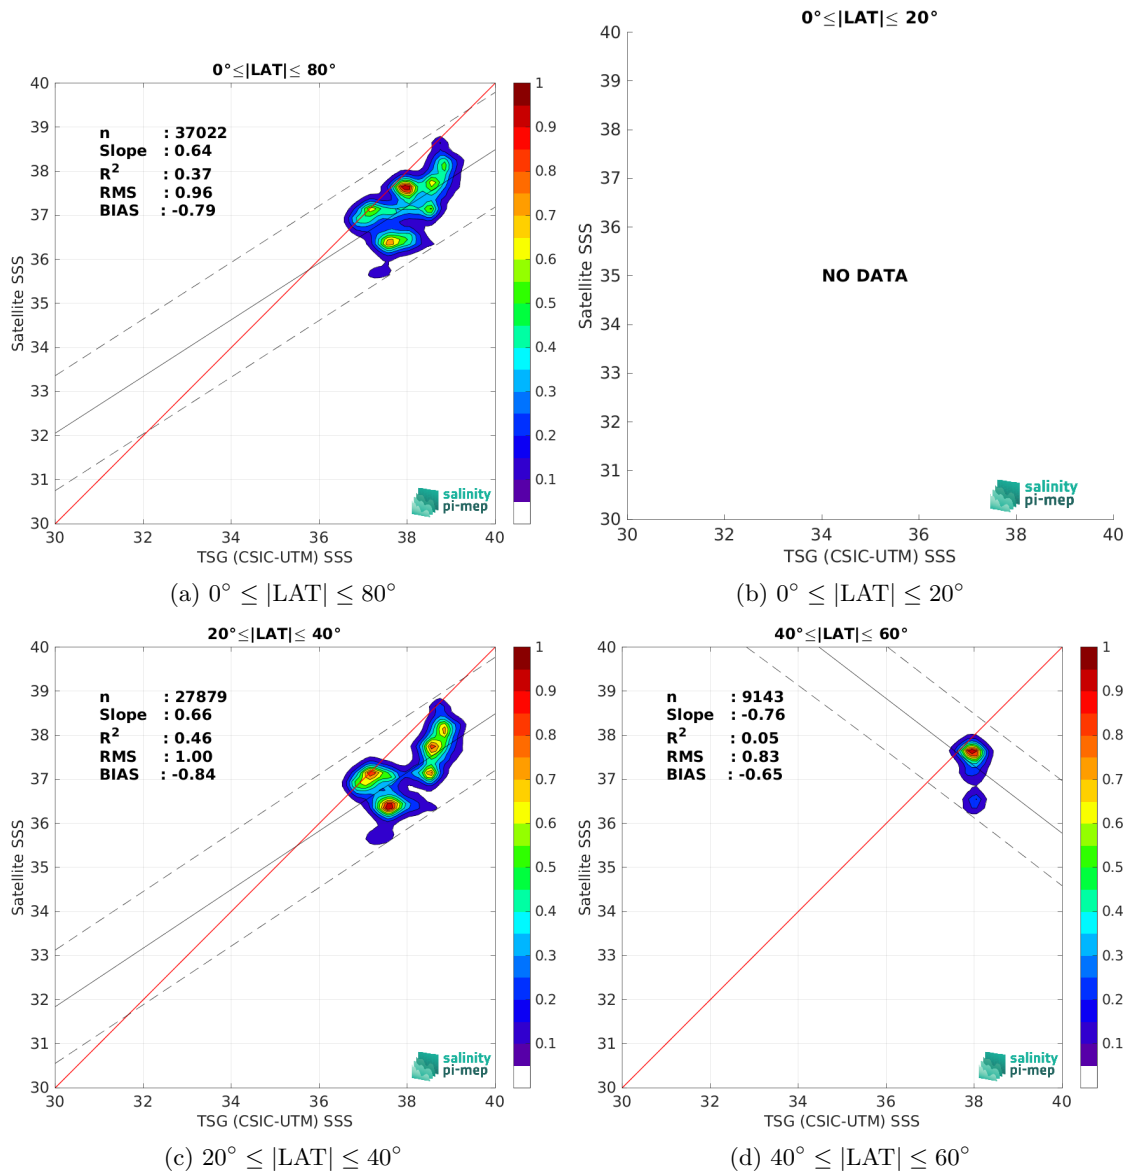 0°≤|LAT|≤ 80°
40
39
38
37
36
35
34
33
32
31
30
Satellite SSS
n : 37022
Slope : 0.64
R² : 0.37
RMS : 0.96
BIAS : -0.79
1
0.9
0.8
0.7
0.6
0.5
0.4
0.3
0.2
0.1
salinity
pi-mep
30 32 34 36 38 40
TSG (CSIC-UTM) SSS
(a) 0° ≤ |LAT| ≤ 80°
0°≤|LAT|≤ 20°
40
39
38
37
36
35
34
33
32
31
30
Satellite SSS
NO DATA
salinity
pi-mep
30 32 34 36 38 40
TSG (CSIC-UTM) SSS
(b) 0° ≤ |LAT| ≤ 20°
20°≤|LAT|≤ 40°
40
39
38
37
36
35
34
33
32
31
30
Satellite SSS
n : 27879
Slope : 0.66
R² : 0.46
RMS : 1.00
BIAS : -0.84
1
0.9
0.8
0.7
0.6
0.5
0.4
0.3
0.2
0.1
salinity
pi-mep
30 32 34 36 38 40
TSG (CSIC-UTM) SSS
(c) 20° ≤ |LAT| ≤ 40°
40°≤|LAT|≤ 60°
40
39
38
37
36
35
34
33
32
31
30
Satellite SSS
n : 9143
Slope : -0.76
R² : 0.05
RMS : 0.83
BIAS : -0.65
1
0.9
0.8
0.7
0.6
0.5
0.4
0.3
0.2
0.1
salinity
pi-mep
30 32 34 36 38 40
TSG (CSIC-UTM) SSS
(d) 40° ≤ |LAT| ≤ 60°